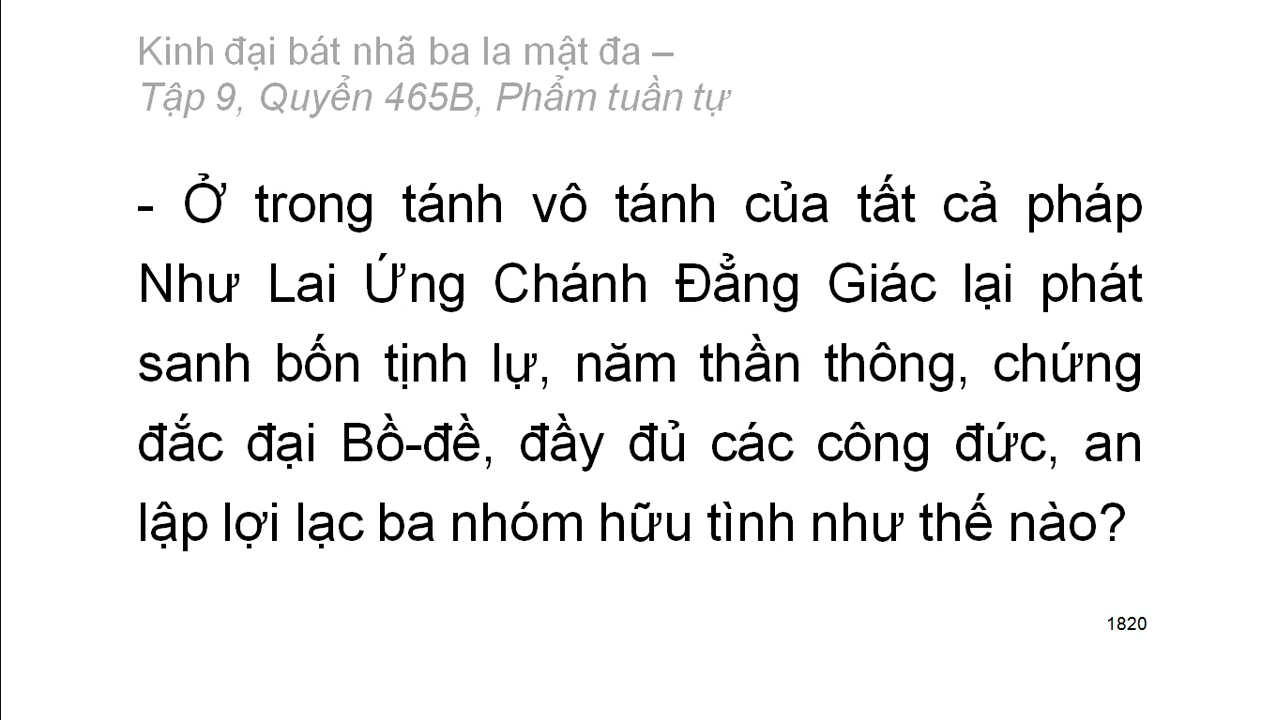 Kinh đại bát nhã ba la mật đa –
Tập 9, Quyển 465B, Phẩm tuần tự
- Ở trong tánh vô tánh của tất cả pháp
Như Lai Ứng Chánh Đẳng Giác lại phát
sanh bốn tịnh lự, năm thần thông, chứng
đắc đại Bồ-đề, đầy đủ các công đức, an
lập lợi lạc ba nhóm hữu tình như thế nào?
1820